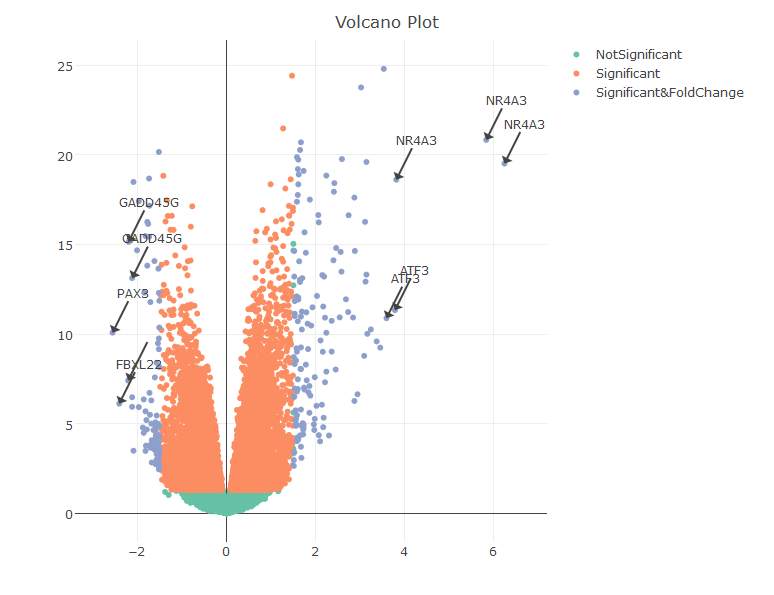 Volcano Plot
NotSignificant
Significant
Significant&FoldChange
25
20
15
10
5
0
NR4A3
NR4A3
NR4A3
GADD45G
GADD45G
ATF3
ATF3
PAX3
FBXL22
−2
0
2
4
6